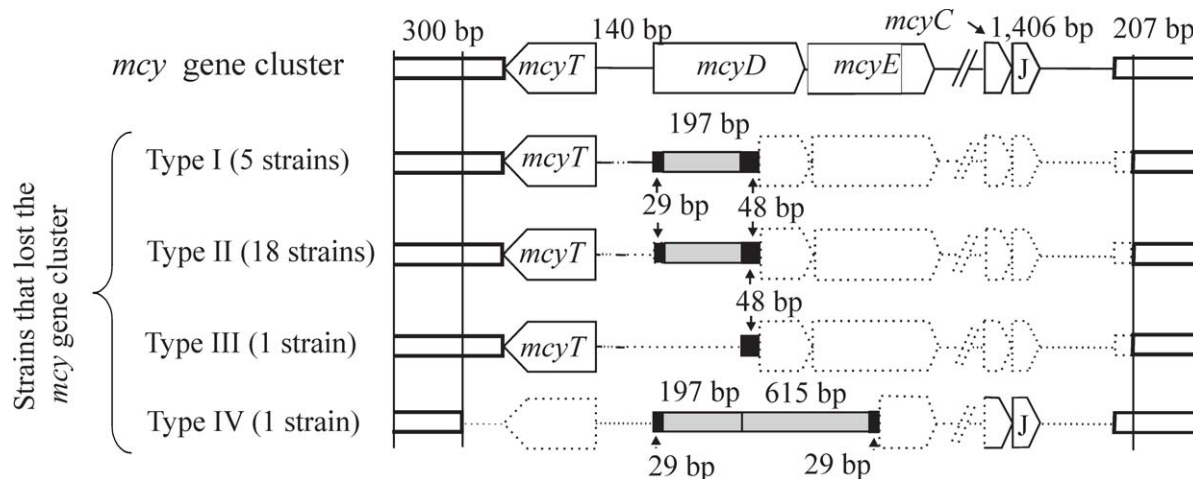 300 bp 140 bp mcyC 1,406 bp 207 bp
mcy gene cluster mcyT mcyD mcyE J
197 bp
Type I (5 strains) mcyT
29 bp 48 bp
Type II (18 strains) mcyT
48 bp
Type III (1 strain) mcyT
197 bp 615 bp
Type IV (1 strain) J
29 bp 29 bp
Strains that lost the
mcy gene cluster